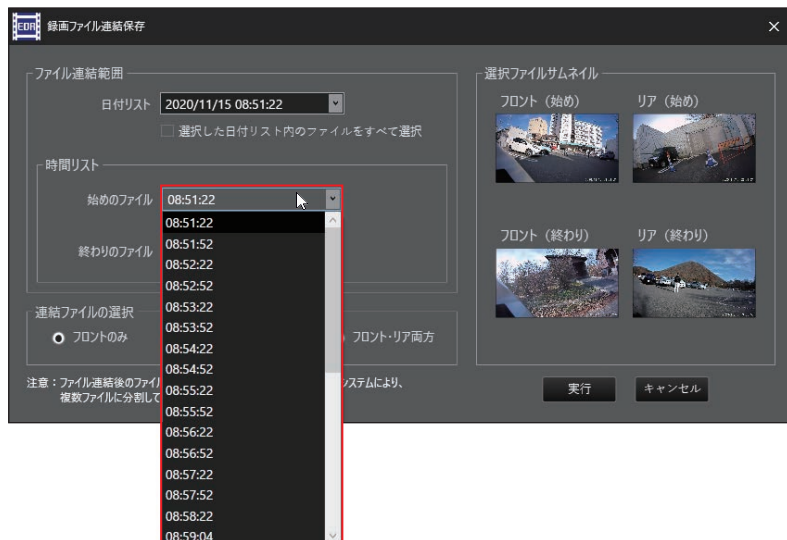 EDR 録画ファイル連結保存
ファイル連結範囲
日付リスト 2020/11/15 08:51:22
選択した日付リスト内のファイルをすべて選択
時間リスト
始めのファイル 08:51:22
08:51:22
08:51:52
終わりのファイル
08:52:22
08:52:52
08:53:22
08:53:52
08:54:22
08:54:52
08:55:22
08:55:52
08:56:22
08:56:52
08:57:22
08:57:52
08:58:22
08:59:04
連結ファイルの選択
フロントのみ
フロント・リア両方
注意:ファイル連結後のファイ
ステムにより、
複数ファイルに分割して
選択ファイルサムネイル
フロント（始め） リア（始め）
フロント（終わり） リア（終わり）
実行 キャンセル